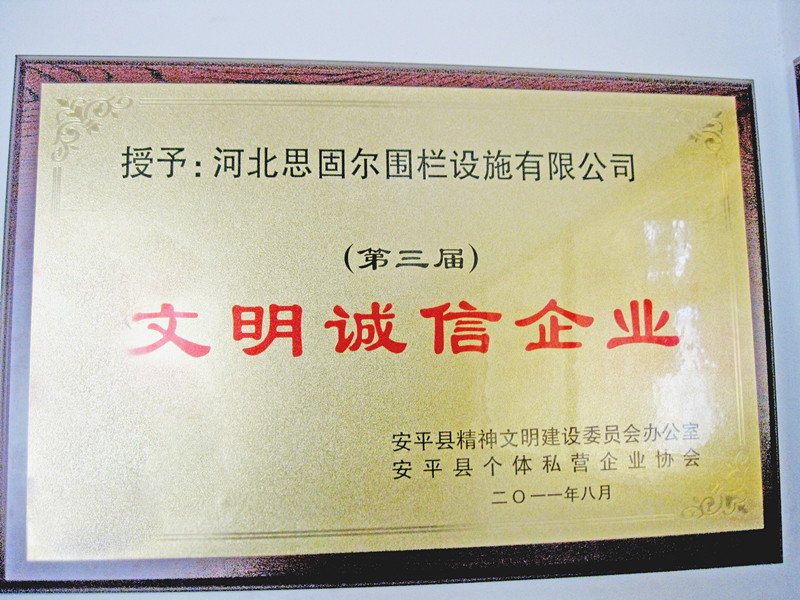 授予:河北思固尔围栏设施有限公司
(第三届)
文明诚信企业
安平县精神文明建设委员会办公室
安平县个体私营企业协会
二〇一一年八月